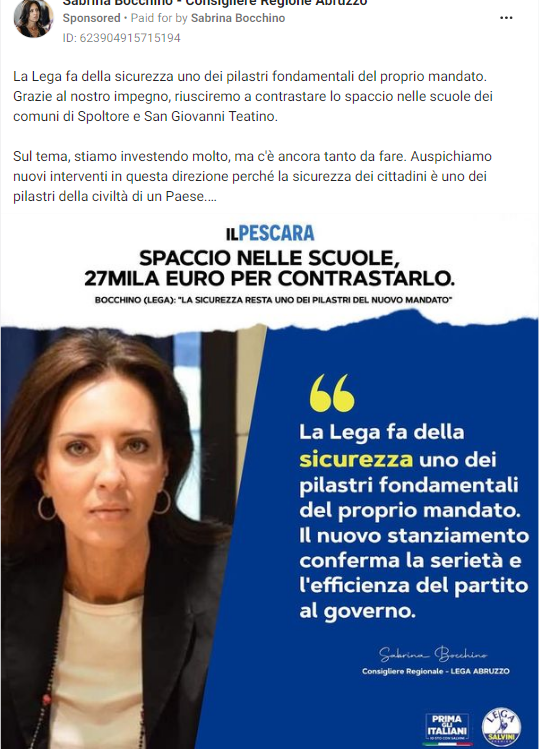 Sabrina Bocchino - Consigliere Regione Abruzzo
Sponsored • Paid for by Sabrina Bocchino
ID: 623904915715194
La Lega fa della sicurezza uno dei pilastri fondamentali del proprio mandato.
Grazie al nostro impegno, riusciremo a contrastare lo spaccio nelle scuole dei
comuni di Spoltore e San Giovanni Teatino.
Sul tema, stiamo investendo molto, ma c'è ancora tanto da fare. Auspichiamo
nuovi interventi in questa direzione perché la sicurezza dei cittadini è uno dei
pilastri della civiltà di un Paese....
ILPESCARA
SPACCIO NELLE SCUOLE,
27MILA EURO PER CONTRASTARLO.
BOCCHINO (LEGA): "LA SICUREZZA RESTA UNO DEI PILASTRI DEL NUOVO MANDATO"
La Lega fa della
sicurezza uno dei
pilastri fondamentali
del proprio mandato.
Il nuovo stanziamento
conferma la serietà e
l'efficienza del partito
al governo.
Sabrina Bocchino
Consigliere Regionale - LEGA ABRUZZO
PRIMA
GLI
ITALIANI
LEGA
SALVINI